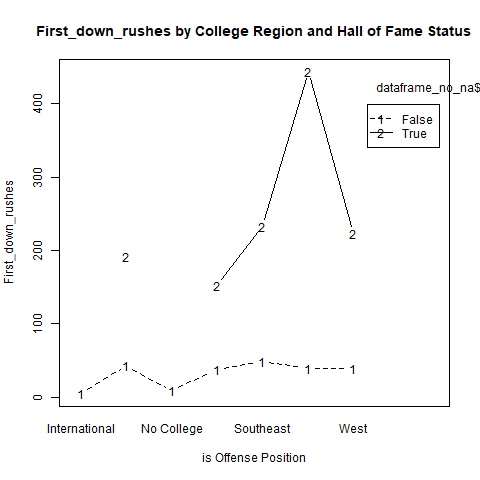 First_down_rushes by College Region and Hall of Fame Status
dataframe_no_na$
1 False
2 True
First_down_rushes
400
300
200
100
0
2
2
2
2
2
1
1
1
1
1
1
1
International
No College
Southeast
West
is Offense Position